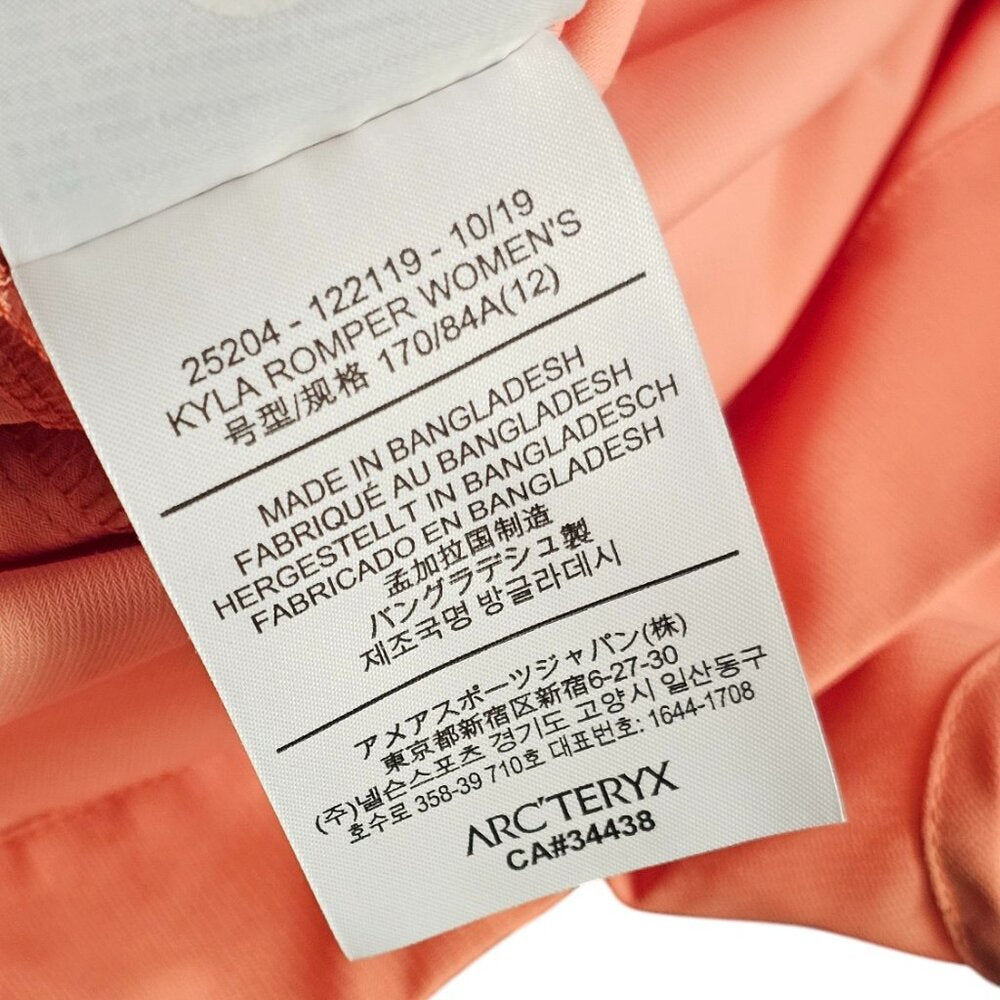 25204 - 122119 - 10/19
KYLA ROMPER WOMEN'S
号型/规格 170/84A(12)
MADE IN BANGLADESH
FABRIQUÉ AU BANGLADESH
HERGESTELLT IN BANGLADESCH
FABRICADO EN BANGLADESH
孟加拉国制造
バングラデシュ製
제조국명 방글라데시
アメアスポーツジャパン(株)
東京都新宿区新宿6-27-30
(주)넬슨스포츠 경기도 고양시 일산동구
호수로 358-39 710호 대표번호: 1644-1708
ARC'TERYX
CA#34438